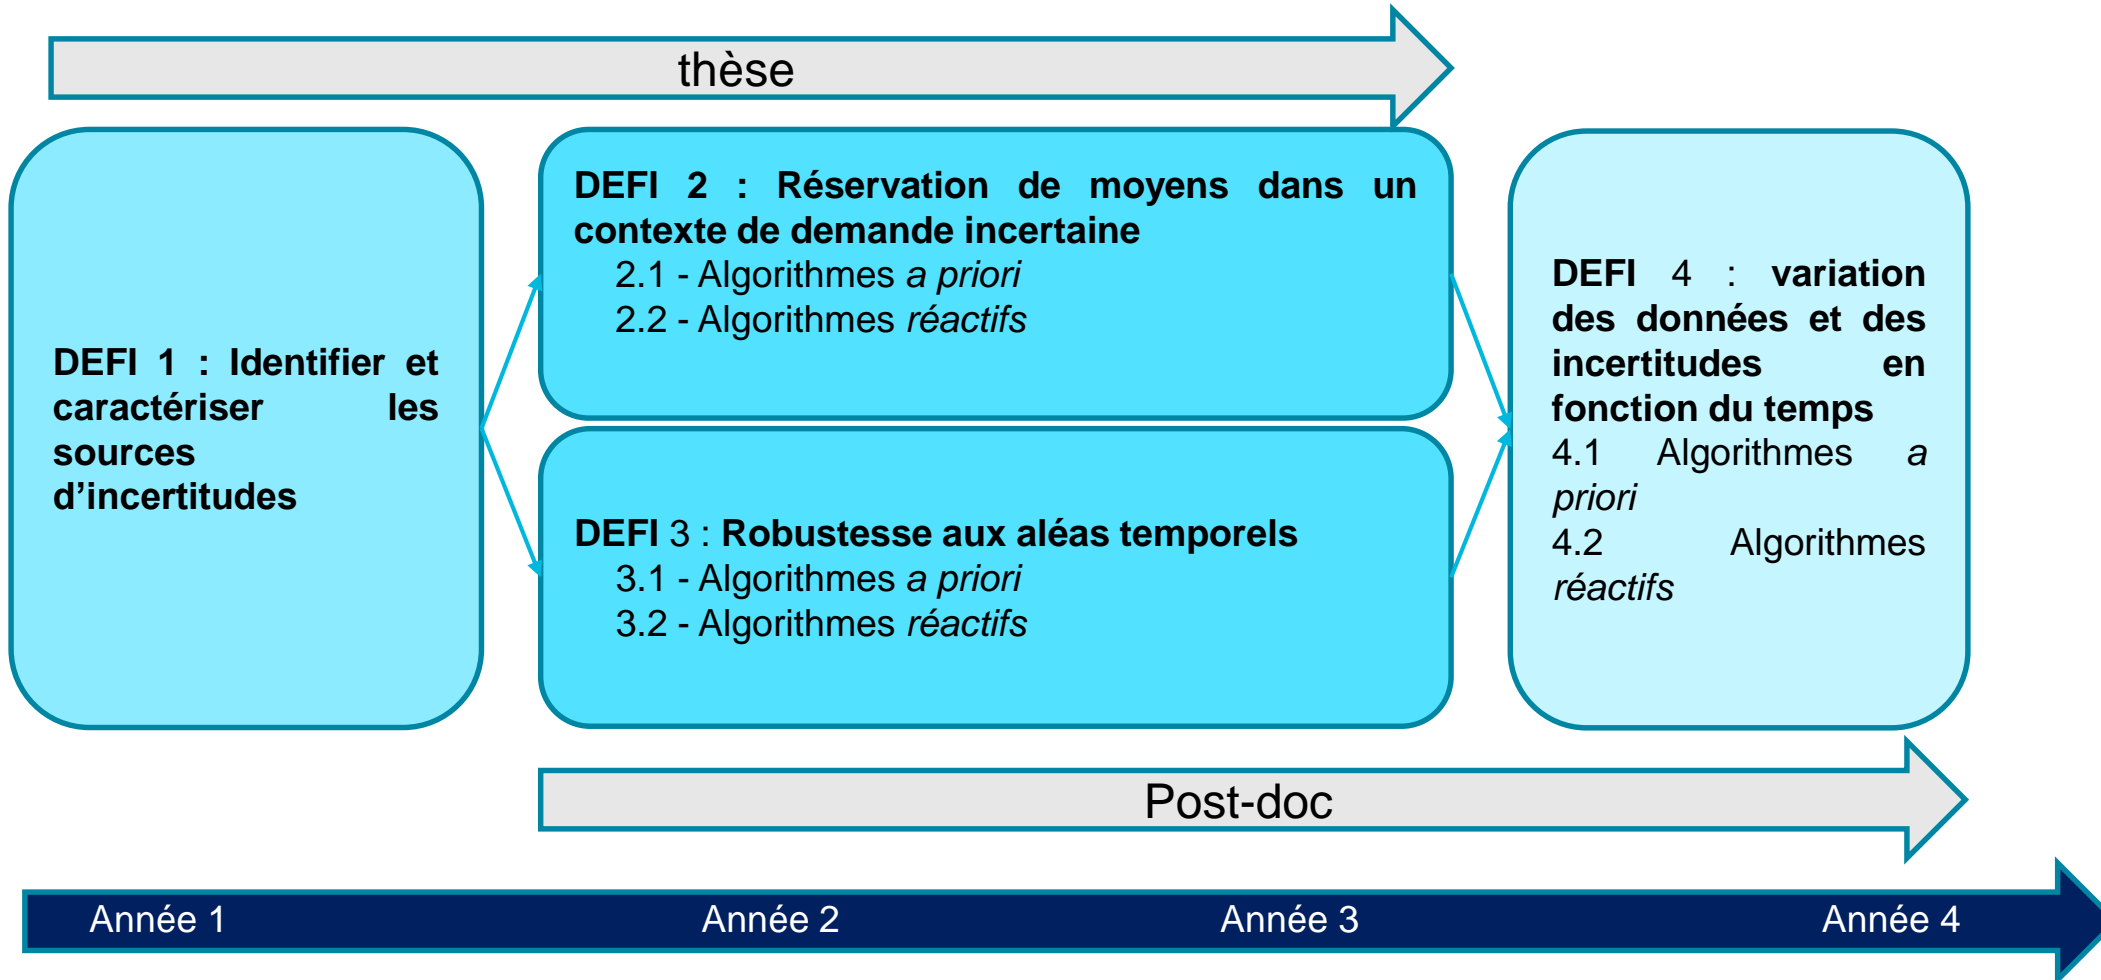 thèse
DEFI 1 : Identifier et
caractériser les
sources
d’incertitudes
DEFI 2 : Réservation de moyens dans un
contexte de demande incertaine
2.1 - Algorithmes a priori
2.2 - Algorithmes réactifs
DEFI 3 : Robustesse aux aléas temporels
3.1 - Algorithmes a priori
3.2 - Algorithmes réactifs
DEFI 4 : variation
des données et des
incertitudes en
fonction du temps
4.1 Algorithmes a
priori
4.2 Algorithmes
réactifs
Post-doc
Année 1 Année 2 Année 3 Année 4